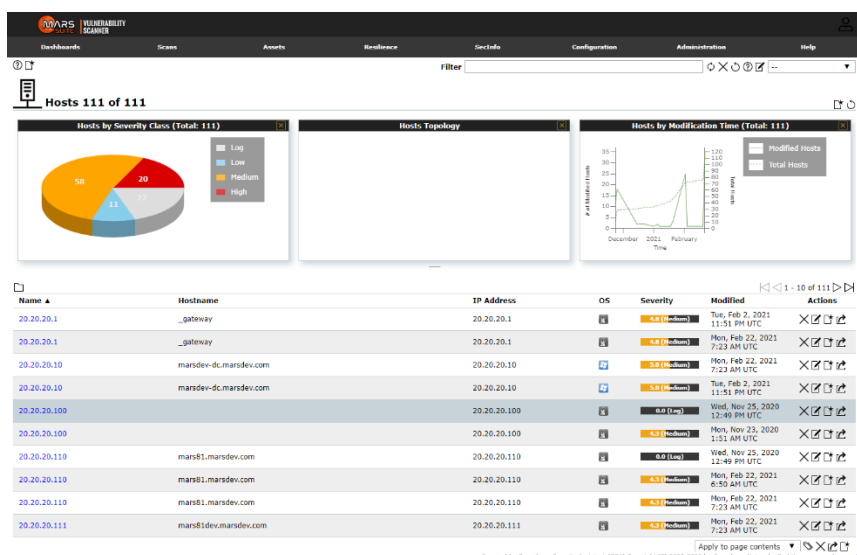 MARS SUITE VULNERABILITY SCANNER
Dashboards Scans Assets Resilience SecInfo Configuration Administration Help
Filter --
Hosts 111 of 111
Hosts by Severity Class (Total: 111)
Log
Low
Medium
High
58
20
11
Hosts Topology
Hosts by Modification Time (Total: 111)
Modified Hosts
Total Hosts
# of Modified Hosts
35
30
25
20
15
10
5
0
120
110
100
90
80
70
60
50
40
30
20
10
0
Total Hosts
December 2021 February
Time
1 - 10 of 111
Name ▲ Hostname IP Address OS Severity Modified Actions
20.20.20.1 _gateway 20.20.20.1 4.8 (Medium) Tue, Feb 2, 2021
11:51 PM UTC
20.20.20.1 _gateway 20.20.20.1 4.8 (Medium) Mon, Feb 22, 2021
7:23 AM UTC
20.20.20.10 marsdev-dc.marsdev.com 20.20.20.10 5.0 (Medium) Mon, Feb 22, 2021
7:23 AM UTC
20.20.20.10 marsdev-dc.marsdev.com 20.20.20.10 5.0 (Medium) Tue, Feb 2, 2021
11:51 PM UTC
20.20.20.100 20.20.20.100 0.0 (Log) Wed, Nov 25, 2020
12:49 PM UTC
20.20.20.100 20.20.20.100 4.3 (Medium) Mon, Nov 23, 2020
1:51 AM UTC
20.20.20.110 mars81.marsdev.com 20.20.20.110 0.0 (Log) Wed, Nov 25, 2020
12:49 PM UTC
20.20.20.110 mars81.marsdev.com 20.20.20.110 4.3 (Medium) Mon, Feb 22, 2021
6:50 AM UTC
20.20.20.110 mars81.marsdev.com 20.20.20.110 4.3 (Medium) Mon, Feb 22, 2021
7:23 AM UTC
20.20.20.111 mars81dev.marsdev.com 20.20.20.111 4.3 (Medium) Mon, Feb 22, 2021
7:23 AM UTC
Apply to page contents